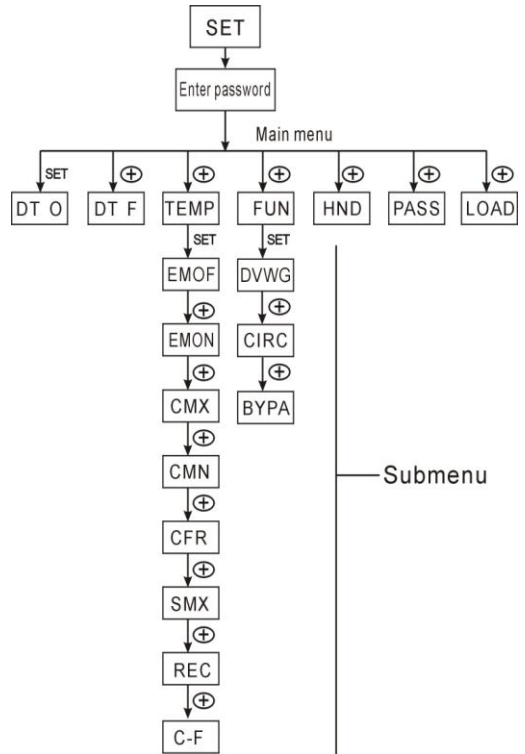 SET
Enter password
Main menu
SET
DT O DT F TEMP FUN HND PASS LOAD
SET SET
EMOF DVWG
EMON CIRC
CMX BYPA
CMN
Submenu
CFR
SMX
REC
C-F